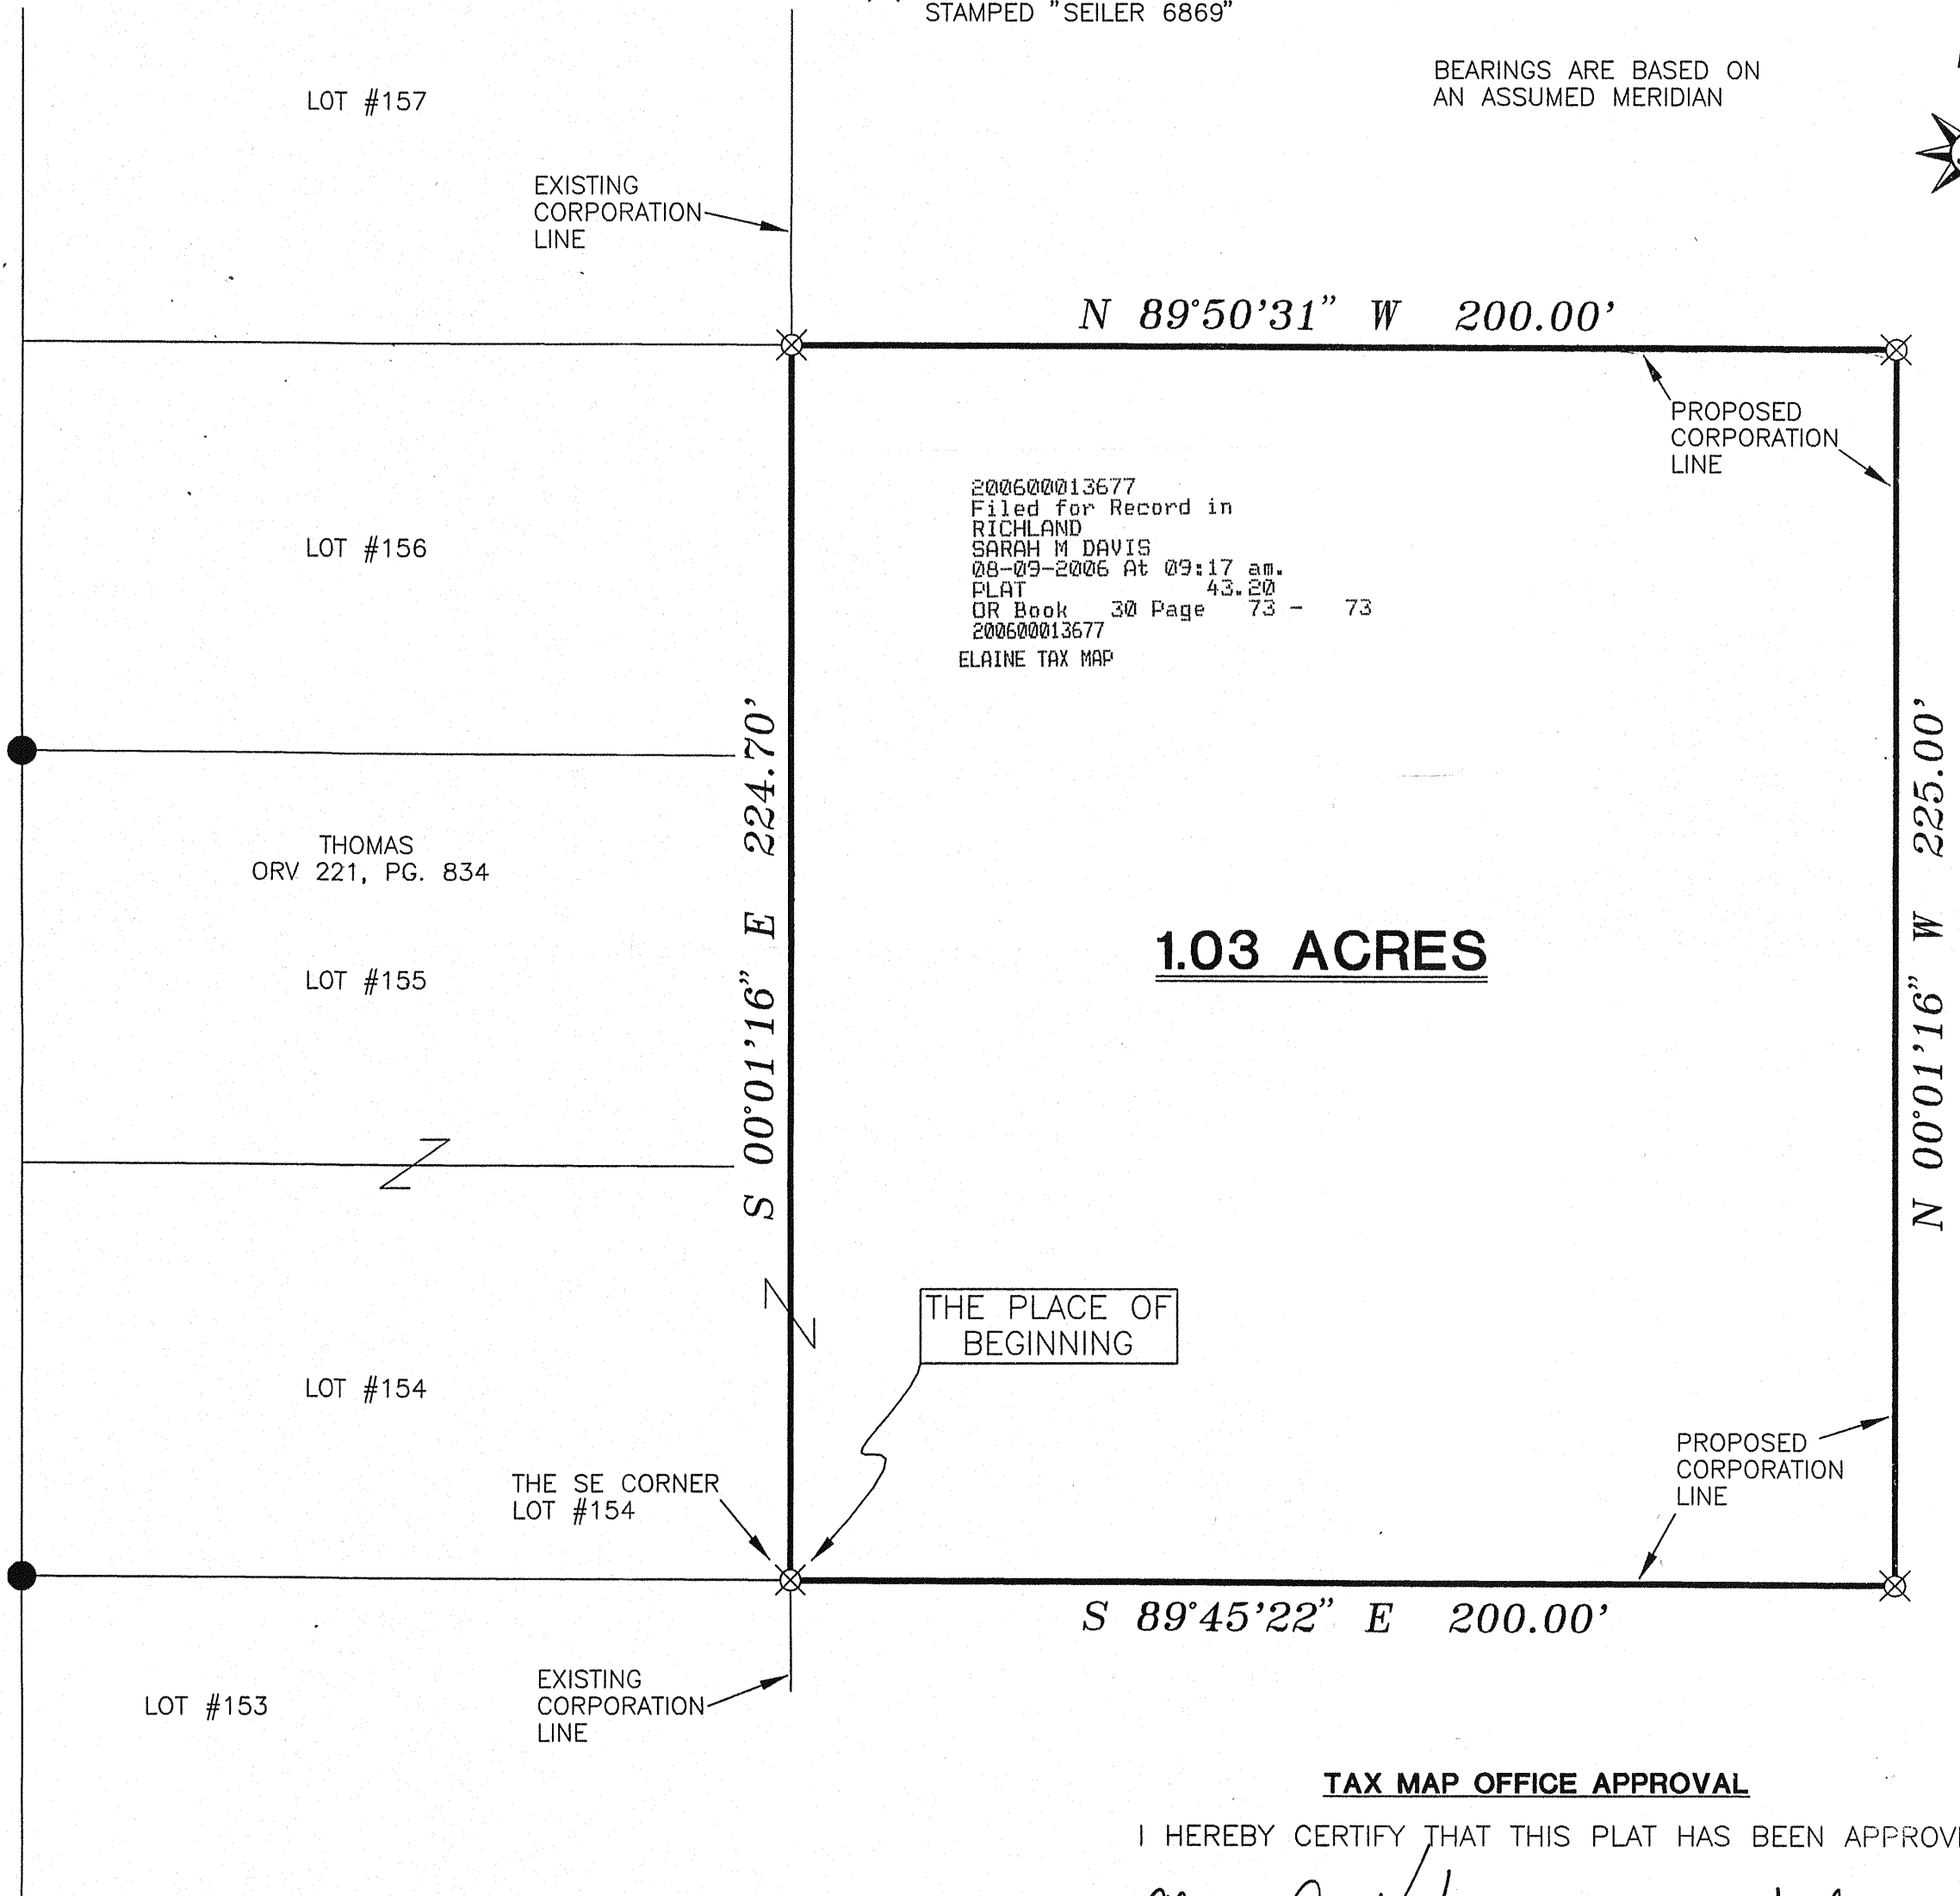 STAMPED "SEILER 6869"
BEARINGS ARE BASED ON
AN ASSUMED MERIDIAN
LOT #157
EXISTING
CORPORATION
LINE
N 89°50'31" W 200.00'
PROPOSED
CORPORATION
LINE
200600013677
Filed for Record in
RICHLAND
SARAH M DAVIS
08-09-2006 At 09:17 am.
PLAT 43.20
OR Book 30 Page 73 - 73
200600013677
ELAINE TAX MAP
LOT #156
S 00°01'16" E 224.70'
N 00°01'16" W 225.00'
THOMAS
ORV 221, PG. 834
LOT #155
1.03 ACRES
THE PLACE OF
BEGINNING
LOT #154
THE SE CORNER
LOT #154
PROPOSED
CORPORATION
LINE
S 89°45'22" E 200.00'
EXISTING
CORPORATION
LINE
LOT #153
TAX MAP OFFICE APPROVAL
I HEREBY CERTIFY THAT THIS PLAT HAS BEEN